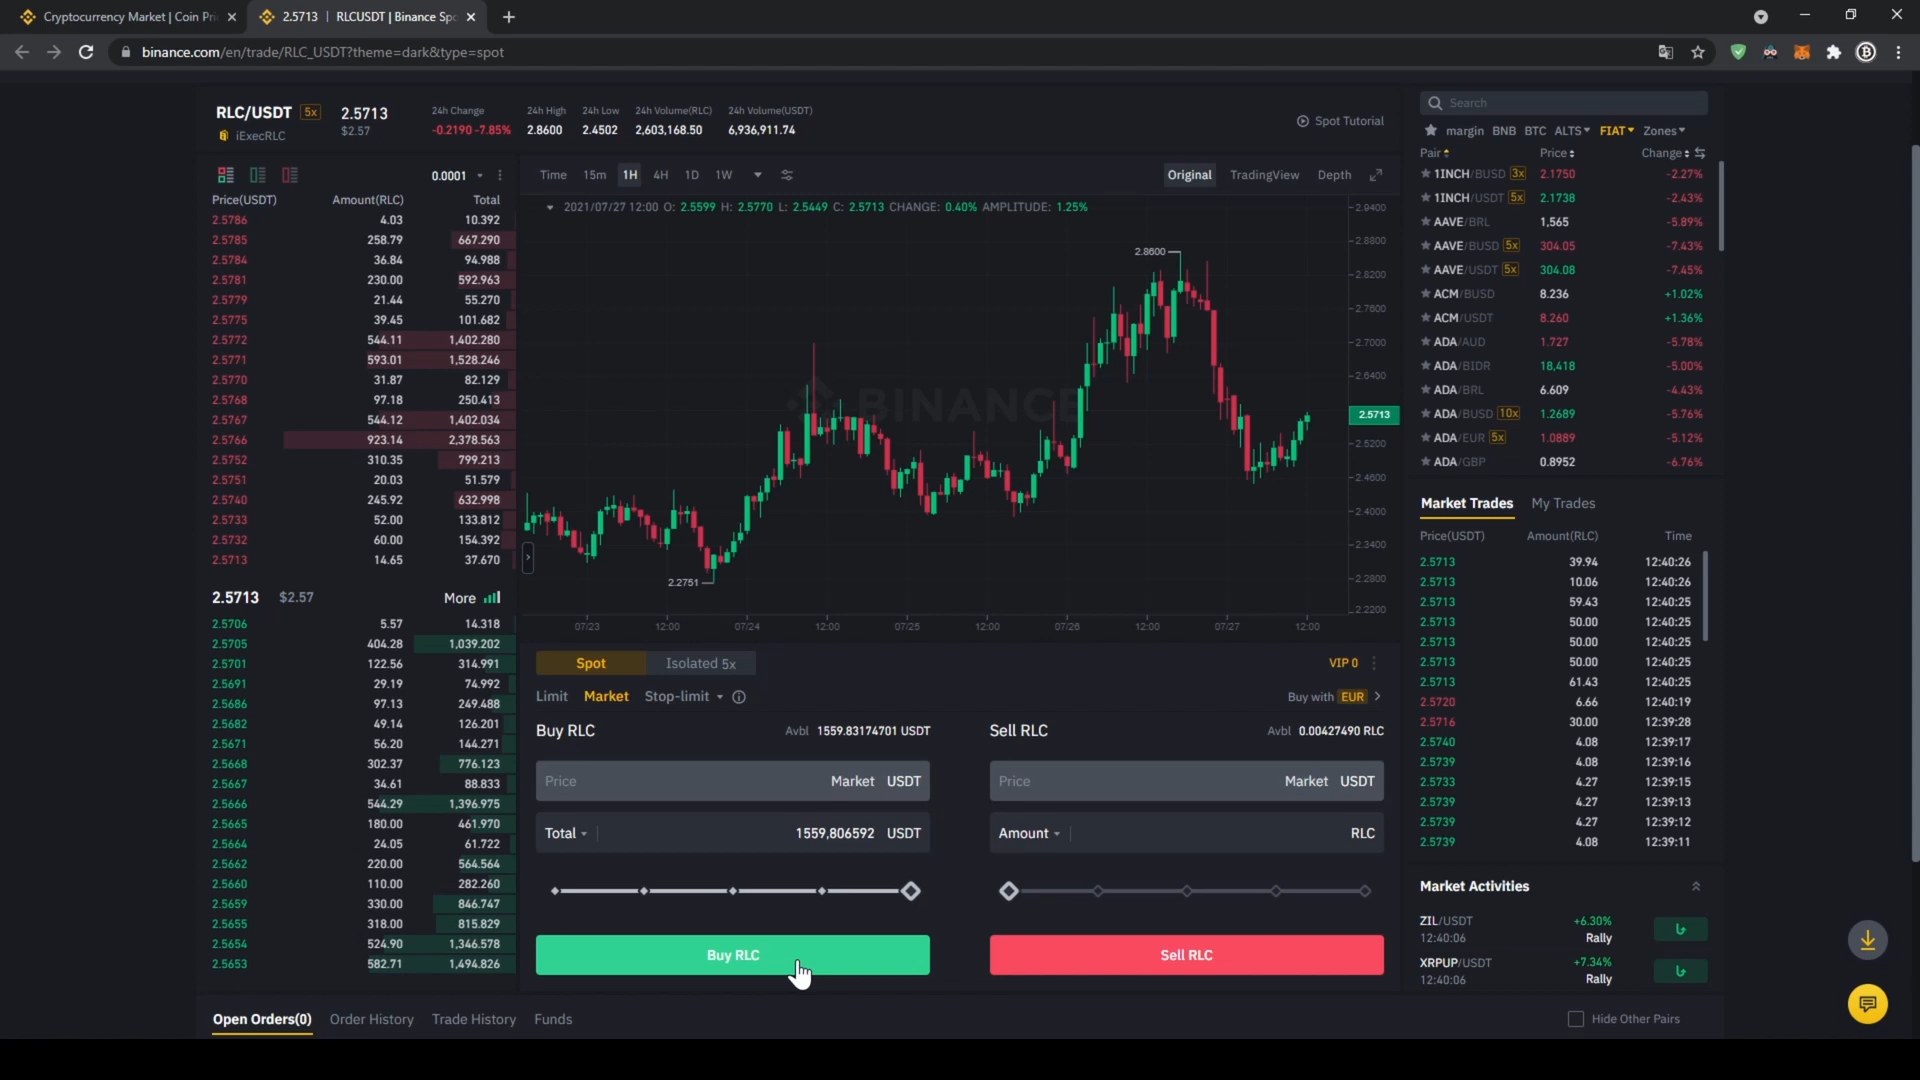 Cryptocurrency Market | Coin Pri
2.5713 | RLCUSDT | Binance Spo
binance.com/en/trade/RLC_USDT?theme=dark&type=spot
RLC/USDT 5x 2.5713
iExecRLC $2.57
24h Change 24h High 24h Low 24h Volume(RLC) 24h Volume(USDT)
-0.2190 -7.85% 2.8600 2.4502 2,603,168.50 6,936,911.74
Spot Tutorial
0.0001
Price(USDT) Amount(RLC) Total
2.5786 4.03 10.392
2.5785 258.79 667.290
2.5784 36.84 94.988
2.5781 230.00 592.963
2.5779 21.44 55.270
2.5775 39.45 101.682
2.5772 544.11 1,402.280
2.5771 593.01 1,528.246
2.5770 31.87 82.129
2.5768 97.18 250.413
2.5767 544.12 1,402.034
2.5766 923.14 2,378.563
2.5752 310.35 799.213
2.5751 20.03 51.579
2.5740 245.92 632.998
2.5733 52.00 133.812
2.5732 60.00 154.392
2.5713 14.65 37.670
2.5713 $2.57 More
2.5706 5.57 14.318
2.5705 404.28 1,039.202
2.5701 122.56 314.991
2.5691 29.19 74.992
2.5686 97.13 249.488
2.5682 49.14 126.201
2.5671 56.20 144.271
2.5668 302.37 776.123
2.5667 34.61 88.833
2.5666 544.29 1,396.975
2.5665 180.00 461.970
2.5664 24.05 61.722
2.5662 220.00 564.564
2.5660 110.00 282.260
2.5659 330.00 846.747
2.5655 318.00 815.829
2.5654 524.90 1,346.578
2.5653 582.71 1,494.826
Time 15m 1H 4H 1D 1W
Original TradingView Depth
2021/07/27 12:00 O: 2.5599 H: 2.5770 L: 2.5449 C: 2.5713 CHANGE: 0.40% AMPLITUDE: 1.25%
2.9400
2.8800
2.8600
2.8200
2.7600
2.7000
2.6400
BINANCE
2.5713
2.5200
2.4600
2.4000
2.3400
2.2751
2.2800
2.2200
07/23 12:00 07/24 12:00 07/25 12:00 07/26 12:00 07/27 12:00
Spot Isolated 5x
VIP 0
Limit Market Stop-limit
Buy with EUR
Buy RLC Avbl 1559.83174701 USDT
Price Market USDT
Total 1559,806592 USDT
Buy RLC
Sell RLC Avbl 0.00427490 RLC
Price Market USDT
Amount RLC
Sell RLC
Search
margin BNB BTC ALTS FIAT Zones
Pair Price Change
1INCH/BUSD 3x 2.1750 -2.27%
1INCH/USDT 5x 2.1738 -2.43%
AAVE/BRL 1,565 -5.89%
AAVE/BUSD 5x 304.05 -7.43%
AAVE/USDT 5x 304.08 -7.45%
ACM/BUSD 8.236 +1.02%
ACM/USDT 8.260 +1.36%
ADA/AUD 1.727 -5.78%
ADA/BIDR 18,418 -5.00%
ADA/BRL 6.609 -4.43%
ADA/BUSD 10x 1.2689 -5.76%
ADA/EUR 5x 1.0889 -5.12%
ADA/GBP 0.8952 -6.76%
Market Trades My Trades
Price(USDT) Amount(RLC) Time
2.5713 39.94 12:40:26
2.5713 10.06 12:40:26
2.5713 59.43 12:40:25
2.5713 50.00 12:40:25
2.5713 50.00 12:40:25
2.5713 50.00 12:40:25
2.5713 61.43 12:40:25
2.5720 6.66 12:40:19
2.5716 30.00 12:39:28
2.5740 4.08 12:39:17
2.5739 4.08 12:39:16
2.5733 4.27 12:39:15
2.5739 4.27 12:39:13
2.5739 4.27 12:39:12
2.5739 4.08 12:39:11
Market Activities
ZIL/USDT +6.30%
12:40:06 Rally
XRPUP/USDT +7.34%
12:40:06 Rally
Open Orders(0) Order History Trade History Funds
Hide Other Pairs